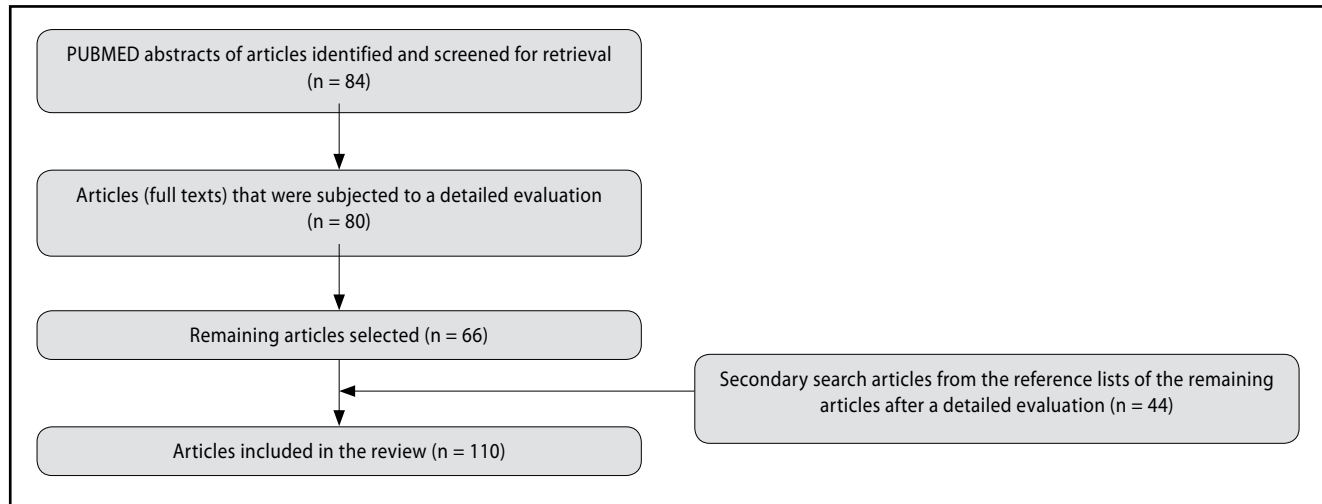 PUBMED abstracts of articles identified and screened for retrieval
(n = 84)
Articles (full texts) that were subjected to a detailed evaluation
(n = 80)
Remaining articles selected (n = 66)
Secondary search articles from the reference lists of the remaining
articles after a detailed evaluation (n = 44)
Articles included in the review (n = 110)